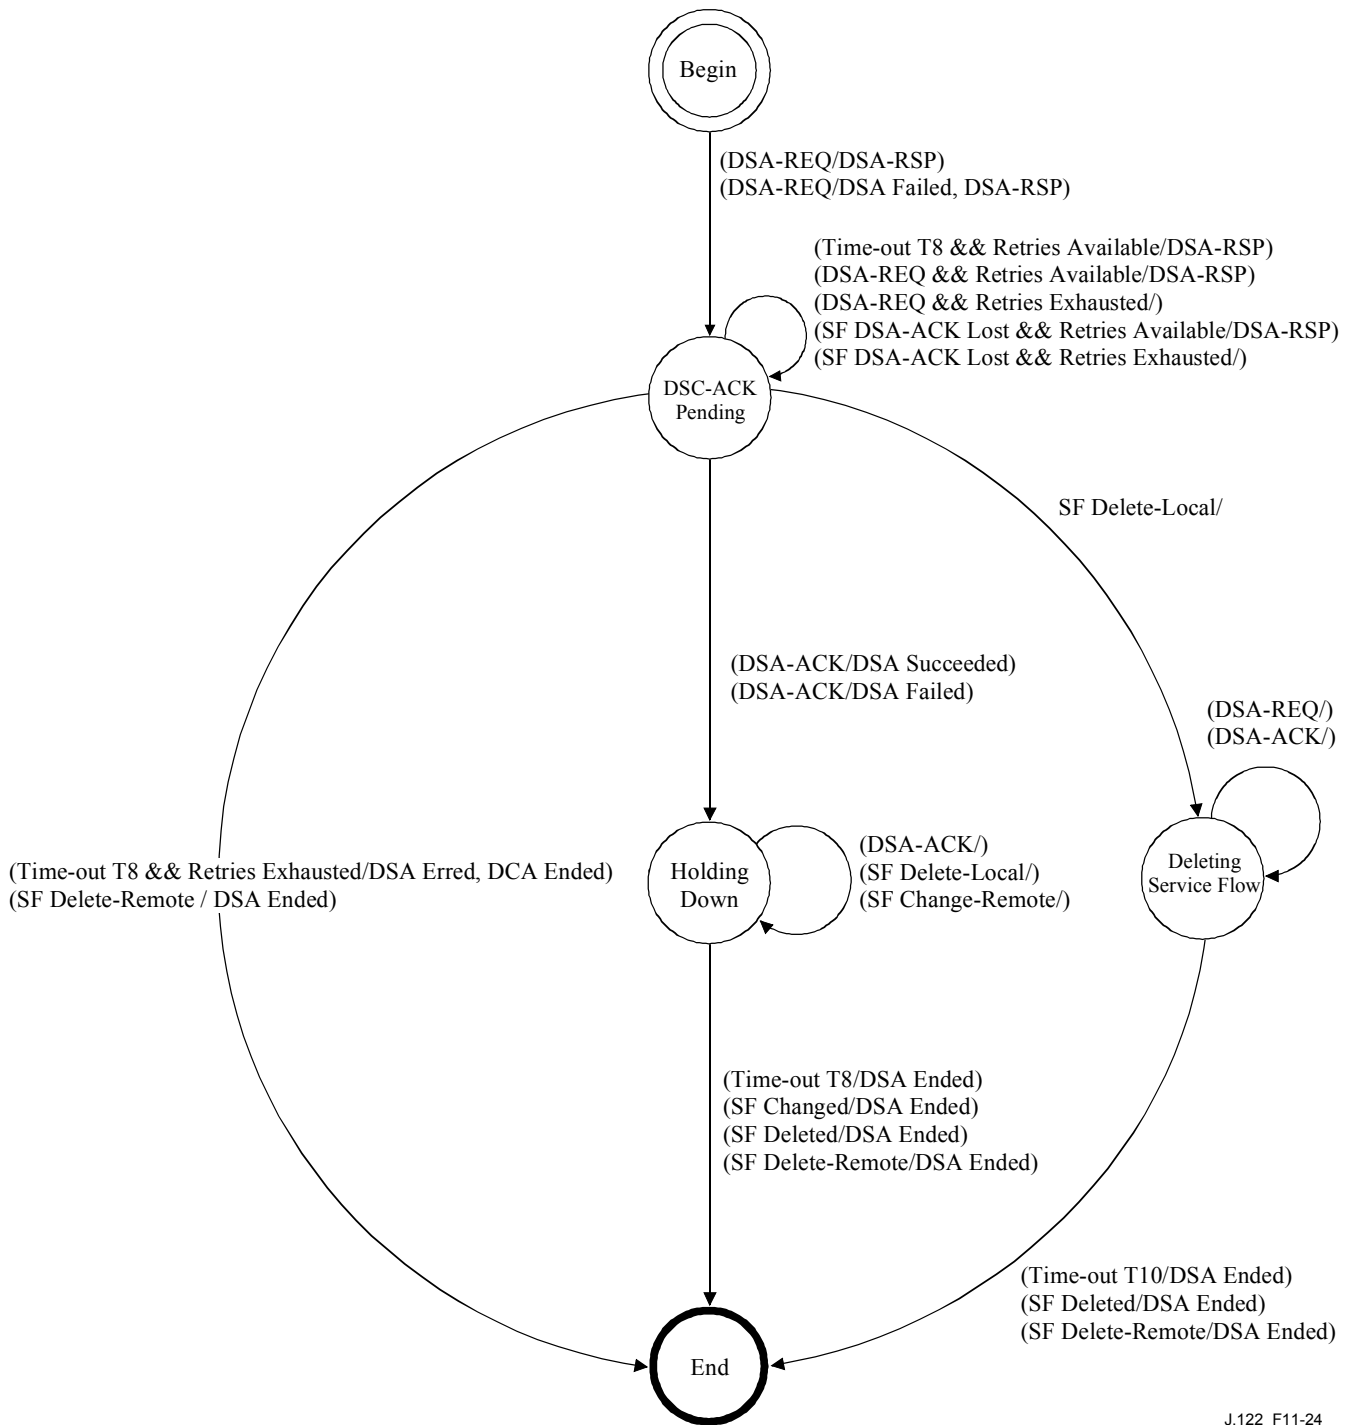 Begin
(DSA-REQ/DSA-RSP)
(DSA-REQ/DSA Failed, DSA-RSP)
(Time-out T8 && Retries Available/DSA-RSP)
(DSA-REQ && Retries Available/DSA-RSP)
(DSA-REQ && Retries Exhausted/)
(SF DSA-ACK Lost && Retries Available/DSA-RSP)
(SF DSA-ACK Lost && Retries Exhausted/)
DSC-ACK
Pending
SF Delete-Local/
(DSA-ACK/DSA Succeeded)
(DSA-ACK/DSA Failed)
(DSA-REQ/)
(DSA-ACK/)
(Time-out T8 && Retries Exhausted/DSA Erred, DCA Ended)
(SF Delete-Remote / DSA Ended)
Holding
Down
(DSA-ACK/)
(SF Delete-Local/)
(SF Change-Remote/)
Deleting
Service Flow
(Time-out T8/DSA Ended)
(SF Changed/DSA Ended)
(SF Deleted/DSA Ended)
(SF Delete-Remote/DSA Ended)
(Time-out T10/DSA Ended)
(SF Deleted/DSA Ended)
(SF Delete-Remote/DSA Ended)
End
J.122_F11-24